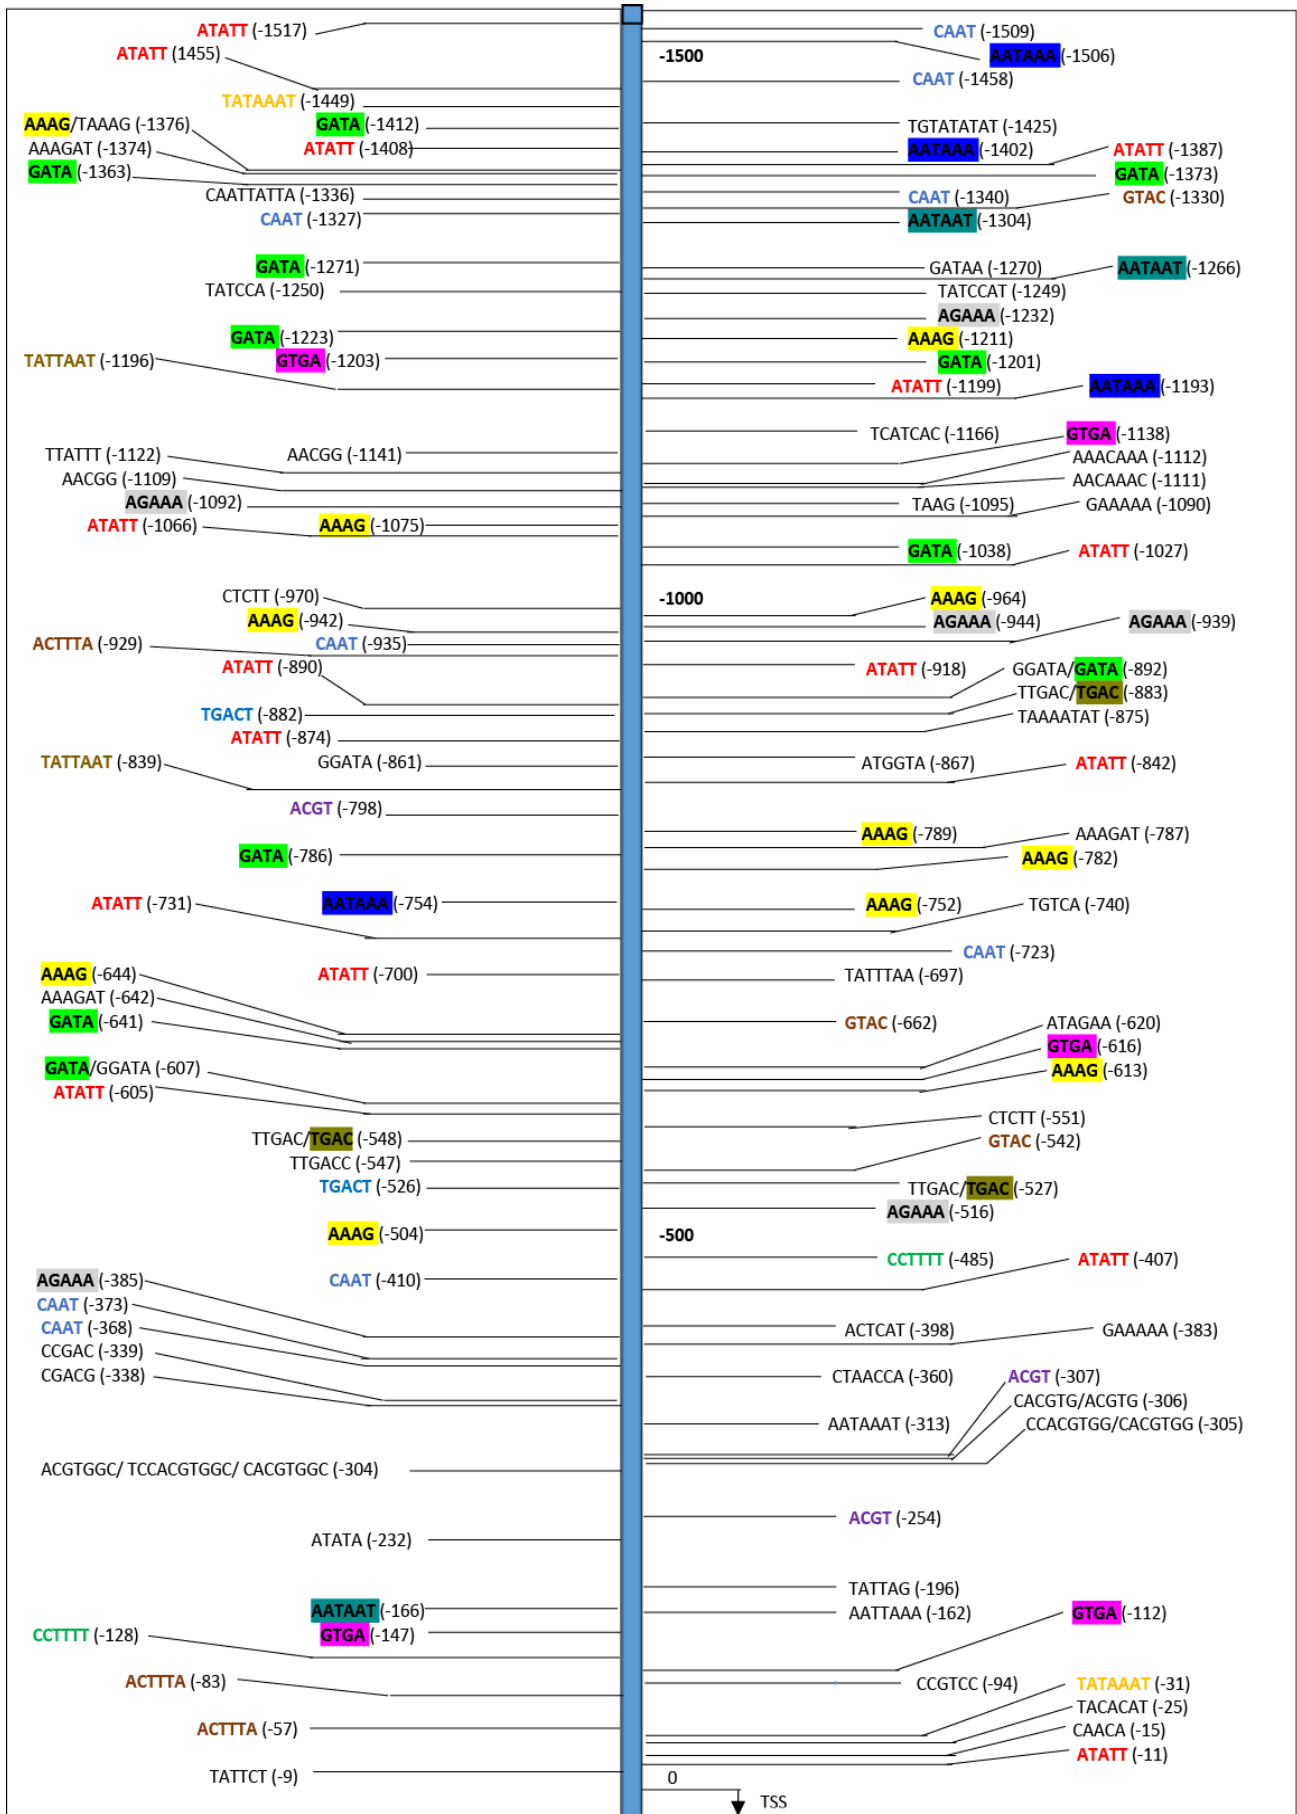 ATATT (-1517)
CAAT (-1509)
ATATT (1455)
-1500
AATAAA (-1506)
CAAT (-1458)
TATAAAT (-1449)
AAAG/TAAAG (-1376)
GATA (-1412)
TGTATATAT (-1425)
AAAGAT (-1374)
ATATT (-1408)
AATAAA (-1402)
ATATT (-1387)
GATA (-1363)
GATA (-1373)
CAATTATTA (-1336)
CAAT (-1340)
GTAC (-1330)
CAAT (-1327)
AATAAT (-1304)
GATA (-1271)
GATAA (-1270)
AATAAT (-1266)
TATCCA (-1250)
TATCCAT (-1249)
AGAAA (-1232)
GATA (-1223)
AAAG (-1211)
TATTAAT (-1196)
GTGA (-1203)
GATA (-1201)
ATATT (-1199)
AATAAA (-1193)
TCATCAC (-1166)
GTGA (-1138)
TTATTT (-1122)
AACGG (-1141)
AAACAAA (-1112)
AACGG (-1109)
AACAAAC (-1111)
AGAAA (-1092)
TAAG (-1095)
GAAAAA (-1090)
ATATT (-1066)
AAAG (-1075)
GATA (-1038)
ATATT (-1027)
CTCTT (-970)
-1000
AAAG (-964)
AAAG (-942)
AGAAA (-944)
AGAAA (-939)
ACTTTA (-929)
CAAT (-935)
ATATT (-890)
ATATT (-918)
GGATA/GATA (-892)
TTGAC/TGAC (-883)
TGACT (-882)
TAAAATAT (-875)
ATATT (-874)
TATTAAT (-839)
GGATA (-861)
ATGGTA (-867)
ATATT (-842)
ACGT (-798)
AAAG (-789)
AAAGAT (-787)
GATA (-786)
AAAG (-782)
ATATT (-731)
AATAAA (-754)
AAAG (-752)
TGTCA (-740)
CAAT (-723)
AAAG (-644)
ATATT (-700)
TATTTAA (-697)
AAAGAT (-642)
GATA (-641)
GTAC (-662)
ATAGAA (-620)
GTGA (-616)
GATA/GGATA (-607)
AAAG (-613)
ATATT (-605)
CTCTT (-551)
TTGAC/TGAC (-548)
GTAC (-542)
TTGACC (-547)
TGACT (-526)
TTGAC/TGAC (-527)
AGAAA (-516)
AAAG (-504)
-500
CCTTTT (-485)
ATATT (-407)
AGAAA (-385)
CAAT (-410)
CAAT (-373)
CAAT (-368)
ACTCAT (-398)
GAAAAA (-383)
CCGAC (-339)
CGACG (-338)
CTAACCA (-360)
ACGT (-307)
CACGTG/ACGTG (-306)
AATAAAT (-313)
CCACGTGG/CACGTGG (-305)
ACGTGGC/ TCCACGTGGC/ CACGTGGC (-304)
ACGT (-254)
ATATA (-232)
TATTAG (-196)
AATAAT (-166)
AATTAAA (-162)
GTGA (-112)
CCTTTT (-128)
GTGA (-147)
ACTTTA (-83)
CCGTCC (-94)
TATAAAT (-31)
TACACAT (-25)
ACTTTA (-57)
CAACA (-15)
ATATT (-11)
TATTCT (-9)
0
TSS